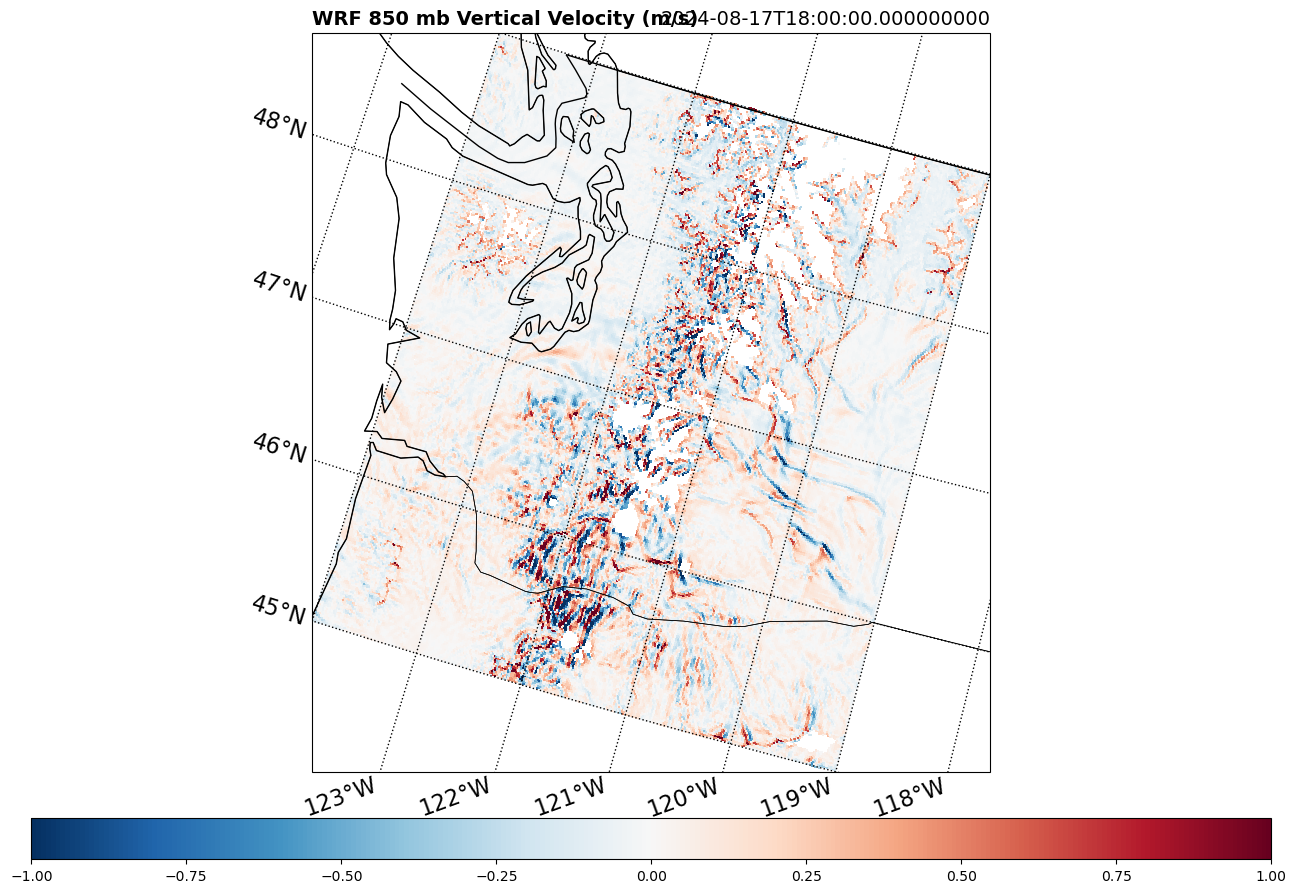 WRF 850 mb Vertical Velocity (m/s) 2024-08-17T18:00:00.000000000
48°N
47°N
46°N
45°N
123°W 122°W 121°W 120°W 119°W 118°W
−1.00 −0.75 −0.50 −0.25 0.00 0.25 0.50 0.75 1.00